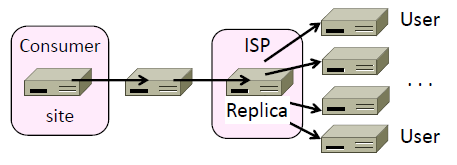 Consumer
site
ISP
Replica
User
. . .
User